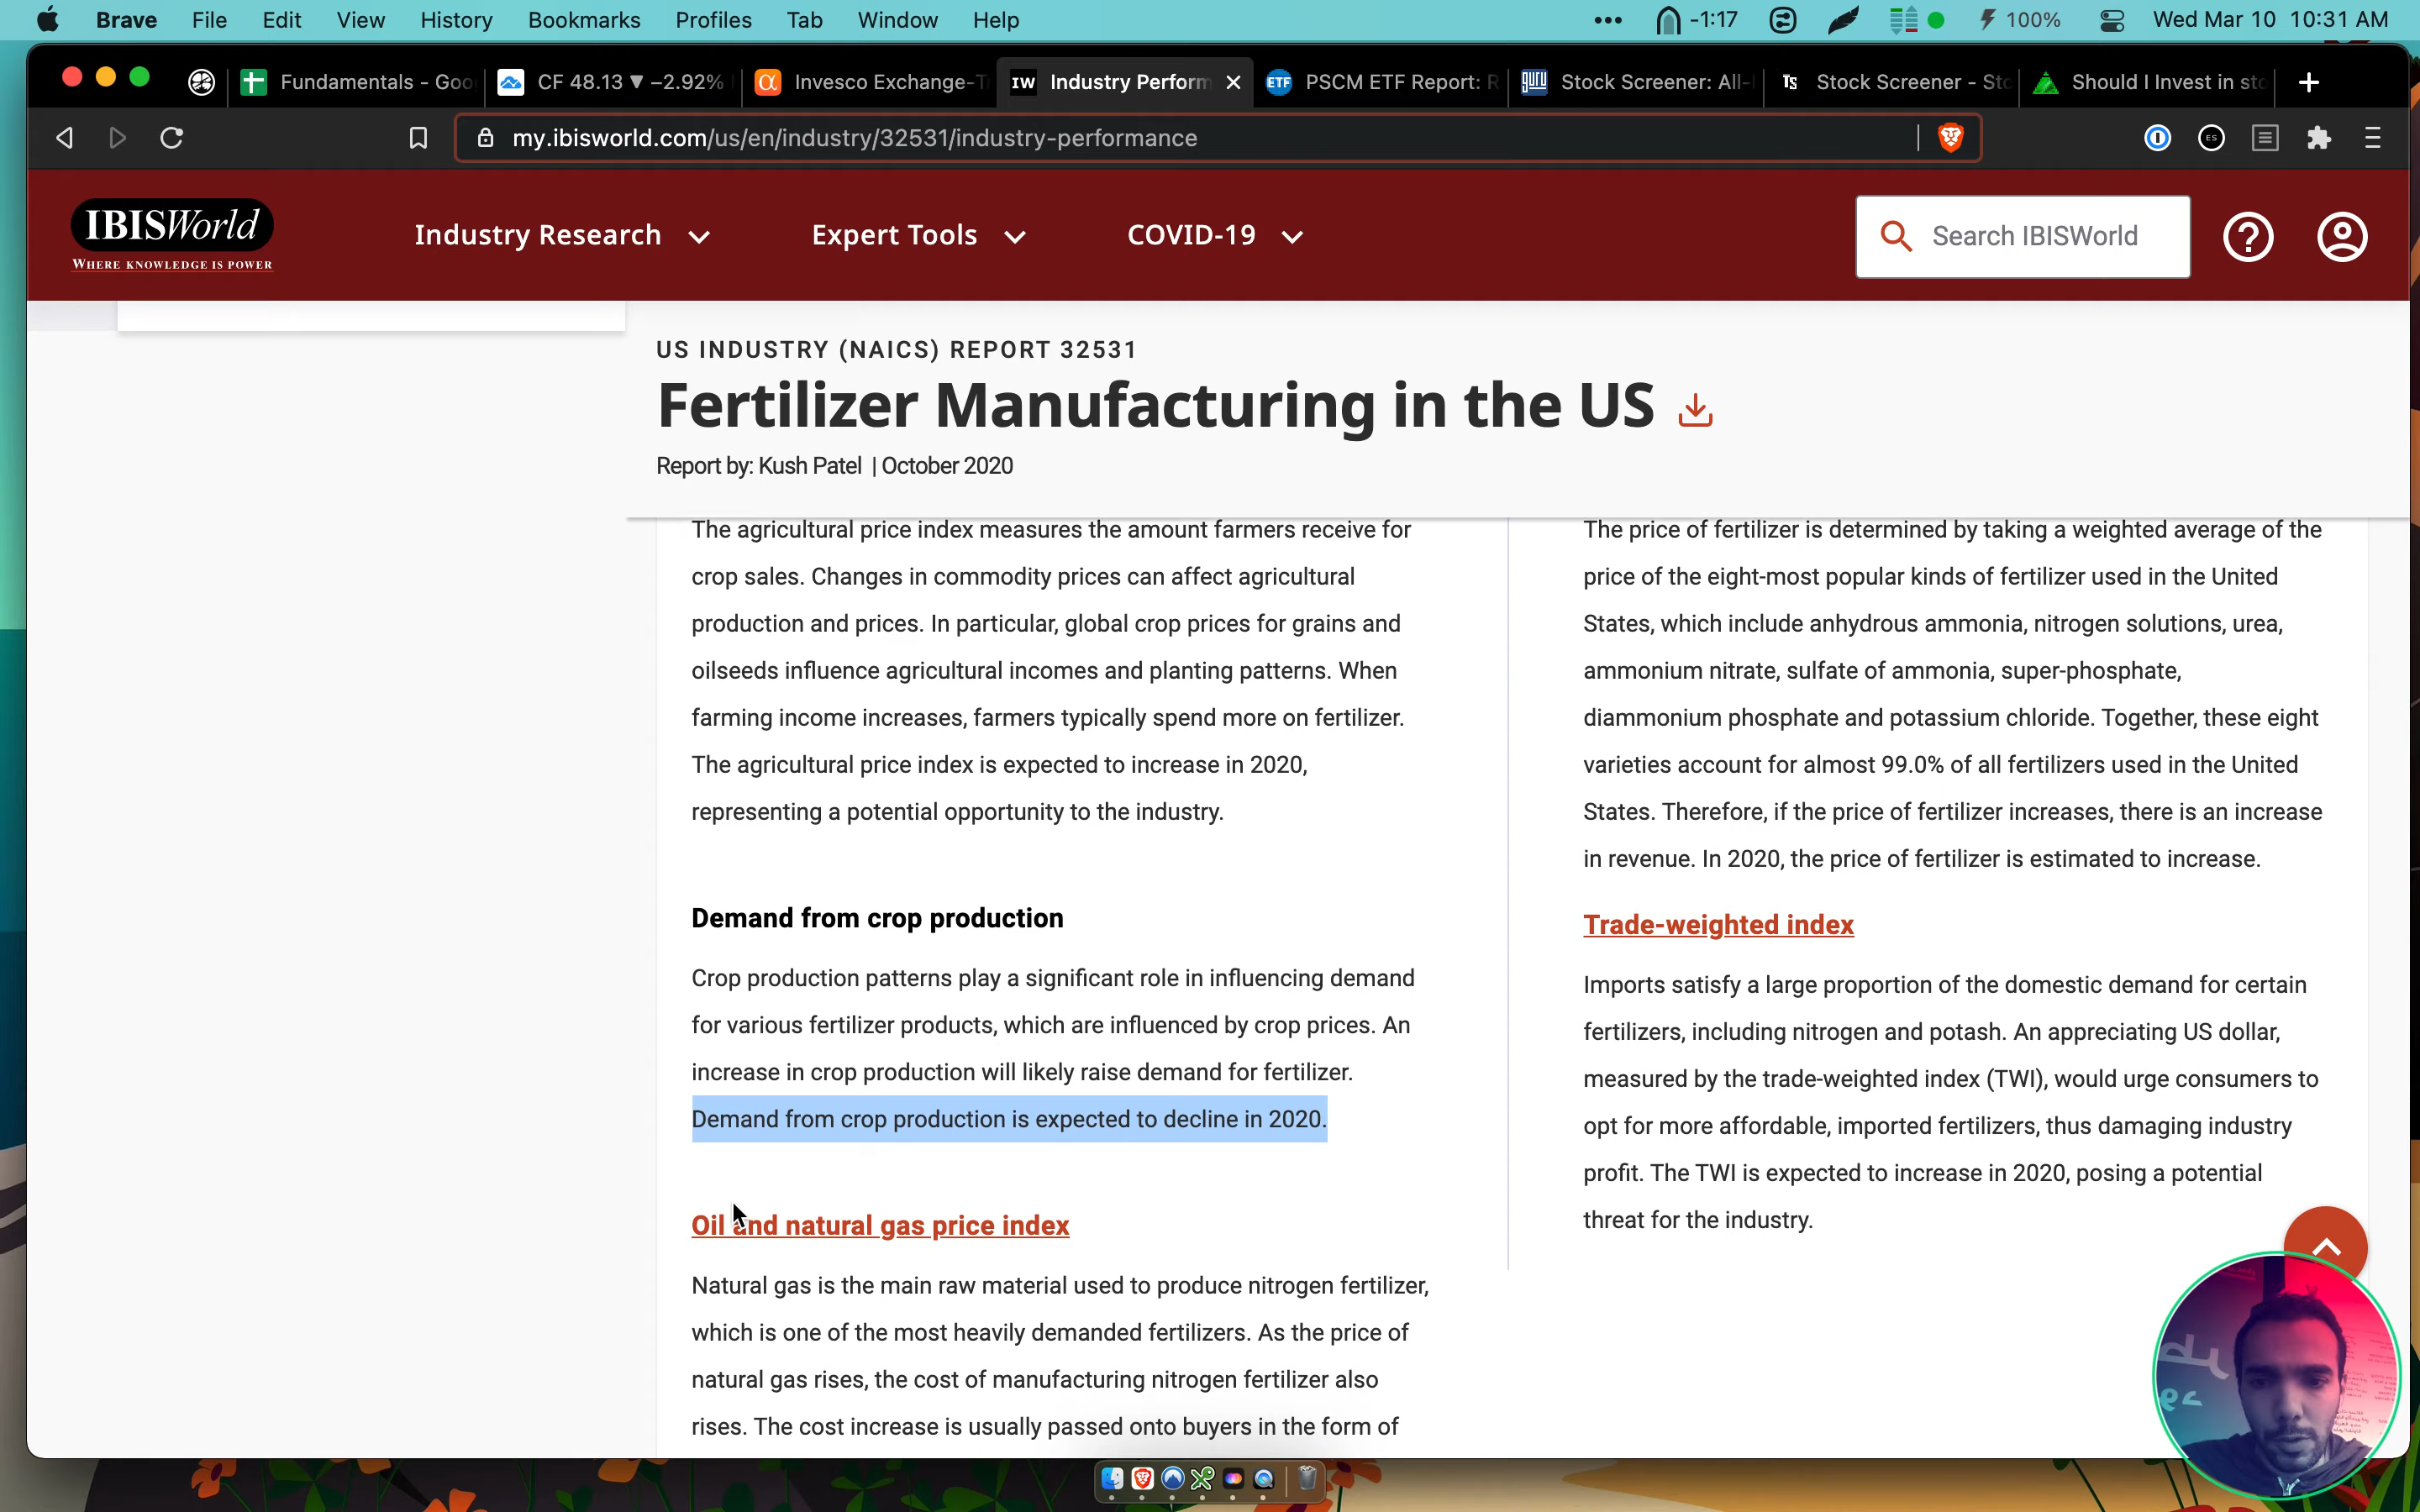 Brave File Edit View History Bookmarks Profiles Tab Window Help
-1:17 100% Wed Mar 10 10:31 AM
Fundamentals - Goo
CF 48.13 ▼ −2.92%
Invesco Exchange-T
IW Industry Perform
ETF PSCM ETF Report: R
guru Stock Screener: All-
TS Stock Screener - Sto
Should I Invest in sto
my.ibisworld.com/us/en/industry/32531/industry-performance
ES
IBISWorld
WHERE KNOWLEDGE IS POWER
Industry Research
Expert Tools
COVID-19
Search IBISWorld
US INDUSTRY (NAICS) REPORT 32531
Fertilizer Manufacturing in the US
Report by: Kush Patel | October 2020
The agricultural price index measures the amount farmers receive for
crop sales. Changes in commodity prices can affect agricultural
production and prices. In particular, global crop prices for grains and
oilseeds influence agricultural incomes and planting patterns. When
farming income increases, farmers typically spend more on fertilizer.
The agricultural price index is expected to increase in 2020,
representing a potential opportunity to the industry.
Demand from crop production
Crop production patterns play a significant role in influencing demand
for various fertilizer products, which are influenced by crop prices. An
increase in crop production will likely raise demand for fertilizer.
Demand from crop production is expected to decline in 2020.
Oil and natural gas price index
Natural gas is the main raw material used to produce nitrogen fertilizer,
which is one of the most heavily demanded fertilizers. As the price of
natural gas rises, the cost of manufacturing nitrogen fertilizer also
rises. The cost increase is usually passed onto buyers in the form of
The price of fertilizer is determined by taking a weighted average of the
price of the eight-most popular kinds of fertilizer used in the United
States, which include anhydrous ammonia, nitrogen solutions, urea,
ammonium nitrate, sulfate of ammonia, super-phosphate,
diammonium phosphate and potassium chloride. Together, these eight
varieties account for almost 99.0% of all fertilizers used in the United
States. Therefore, if the price of fertilizer increases, there is an increase
in revenue. In 2020, the price of fertilizer is estimated to increase.
Trade-weighted index
Imports satisfy a large proportion of the domestic demand for certain
fertilizers, including nitrogen and potash. An appreciating US dollar,
measured by the trade-weighted index (TWI), would urge consumers to
opt for more affordable, imported fertilizers, thus damaging industry
profit. The TWI is expected to increase in 2020, posing a potential
threat for the industry.